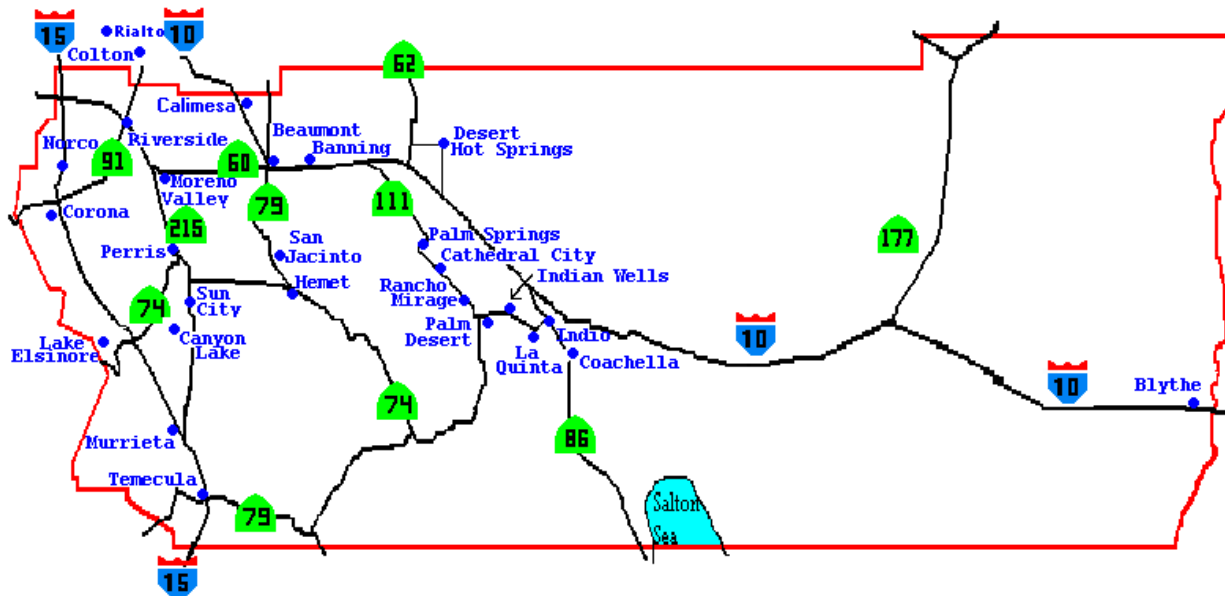 15
Rialto
10
Colton
62
Calimesa
Beaumont
Banning
Desert
Hot Springs
Norco
Riverside
91
60
Moreno
Valley
79
111
Corona
215
Perris
San
Jacinto
Palm Springs
Cathedral City
Indian Wells
177
Hemet
Rancho
Mirage
74
Sun
City
Canyon
Lake
Lake
Elsinore
Palm
Desert
Indio
La
Quinta
Coachella
10
10
Blythe
74
86
Murrieta
Temecula
79
Salton
Sea
15